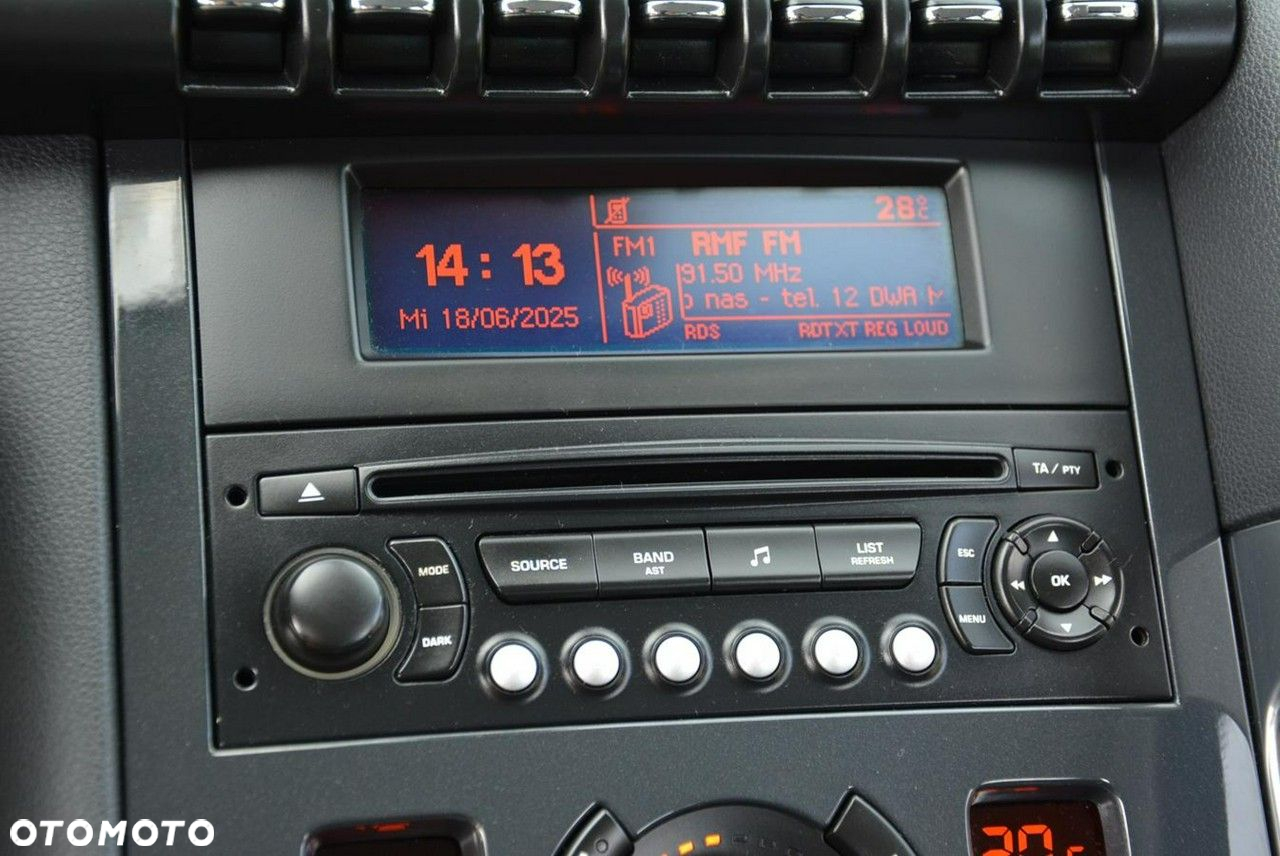 28°C
FM1 RMF FM
14:13
91.50 MHz
o nas - tel. 12 DWA
Mi 18/06/2025
RDS RDTXT REG LOUD
TA / PTY
SOURCE
BAND
AST
LIST
REFRESH
ESC
MODE
OK
DARK
MENU
OTOMOTO